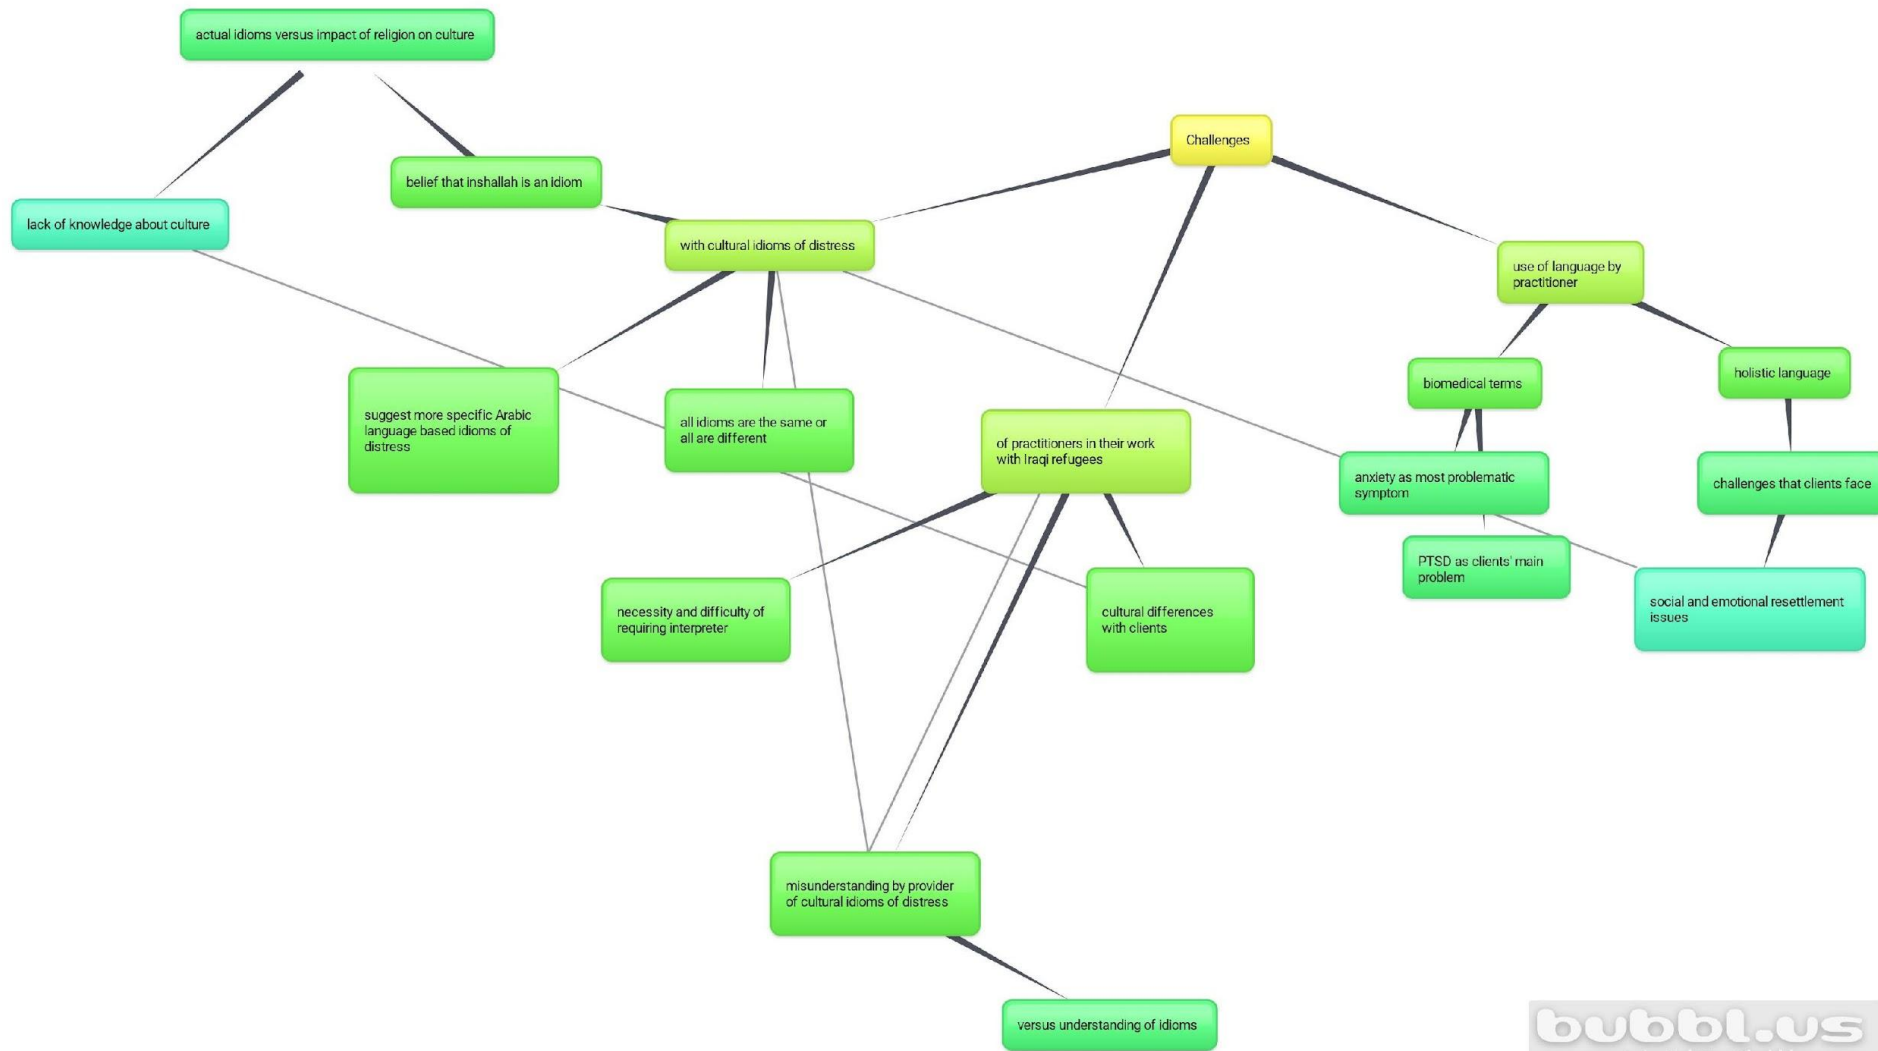 actual idioms versus impact of religion on culture
Challenges
belief that inshallah is an idiom
lack of knowledge about culture
with cultural idioms of distress
use of language by
practitioner
biomedical terms
holistic language
suggest more specific Arabic
language based idioms of
distress
all idioms are the same or
all are different
of practitioners in their work
with Iraqi refugees
anxiety as most problematic
symptom
challenges that clients face
PTSD as clients' main
problem
necessity and difficulty of
requiring interpreter
cultural differences
with clients
social and emotional resettlement
issues
misunderstanding by provider
of cultural idioms of distress
versus understanding of idioms
bubbl.us